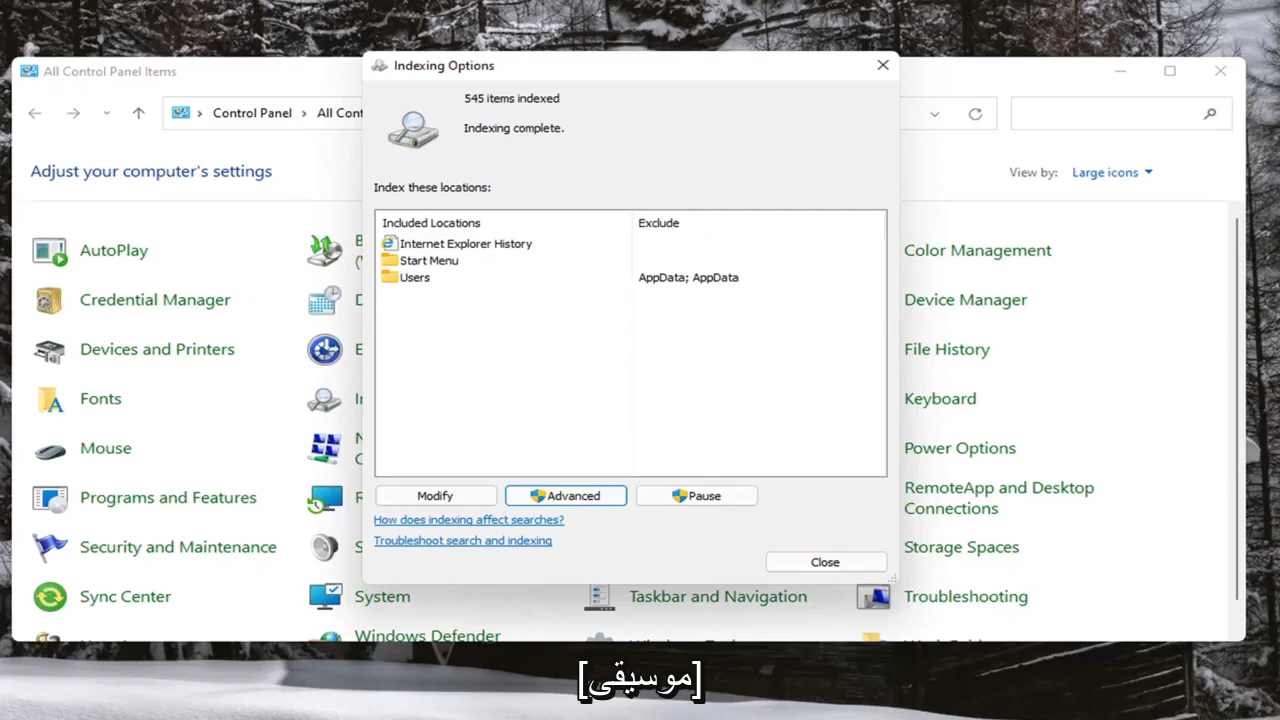 All Control Panel Items
Indexing Options
545 items indexed
Indexing complete.
Control Panel
All Cont
Adjust your computer's settings
View by:
Large icons
Index these locations:
Included Locations
Exclude
Internet Explorer History
Start Menu
Users
AppData; AppData
AutoPlay
Color Management
Credential Manager
Device Manager
Devices and Printers
File History
Fonts
Keyboard
Mouse
Power Options
Programs and Features
RemoteApp and Desktop
Connections
Security and Maintenance
Storage Spaces
Sync Center
System
Taskbar and Navigation
Troubleshooting
Windows Defender
Modify
Advanced
Pause
How does indexing affect searches?
Troubleshoot search and indexing
Close
[موسيقى]